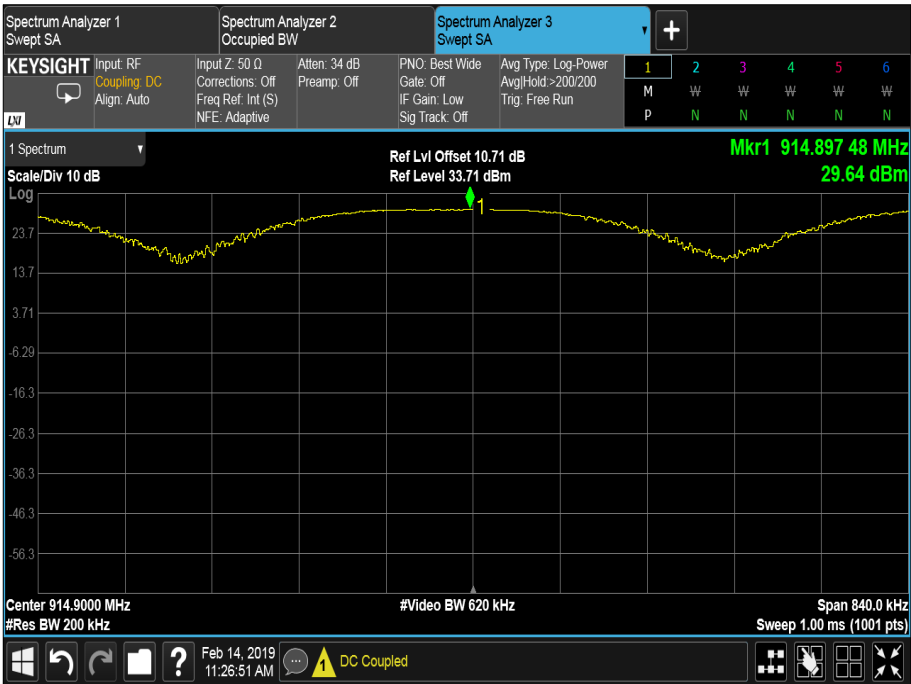 Spectrum Analyzer 1
Swept SA
Spectrum Analyzer 2
Occupied BW
Spectrum Analyzer 3
Swept SA
+
KEYSIGHT
LXI
Input: RF
Coupling: DC
Align: Auto
Input Z: 50 Ω
Corrections: Off
Freq Ref: Int (S)
NFE: Adaptive
Atten: 34 dB
Preamp: Off
PNO: Best Wide
Gate: Off
IF Gain: Low
Sig Track: Off
Avg Type: Log-Power
Avg|Hold:>200/200
Trig: Free Run
1 2 3 4 5 6
M W W W W W
P N N N N N
1 Spectrum
Scale/Div 10 dB
Log
Ref Lvl Offset 10.71 dB
Ref Level 33.71 dBm
Mkr1 914.897 48 MHz
29.64 dBm
1
23.7
13.7
3.71
-6.29
-16.3
-26.3
-36.3
-46.3
-56.3
Center 914.9000 MHz
#Video BW 620 kHz
Span 840.0 kHz
#Res BW 200 kHz
Sweep 1.00 ms (1001 pts)
?
Feb 14, 2019
11:26:51 AM
1
DC Coupled